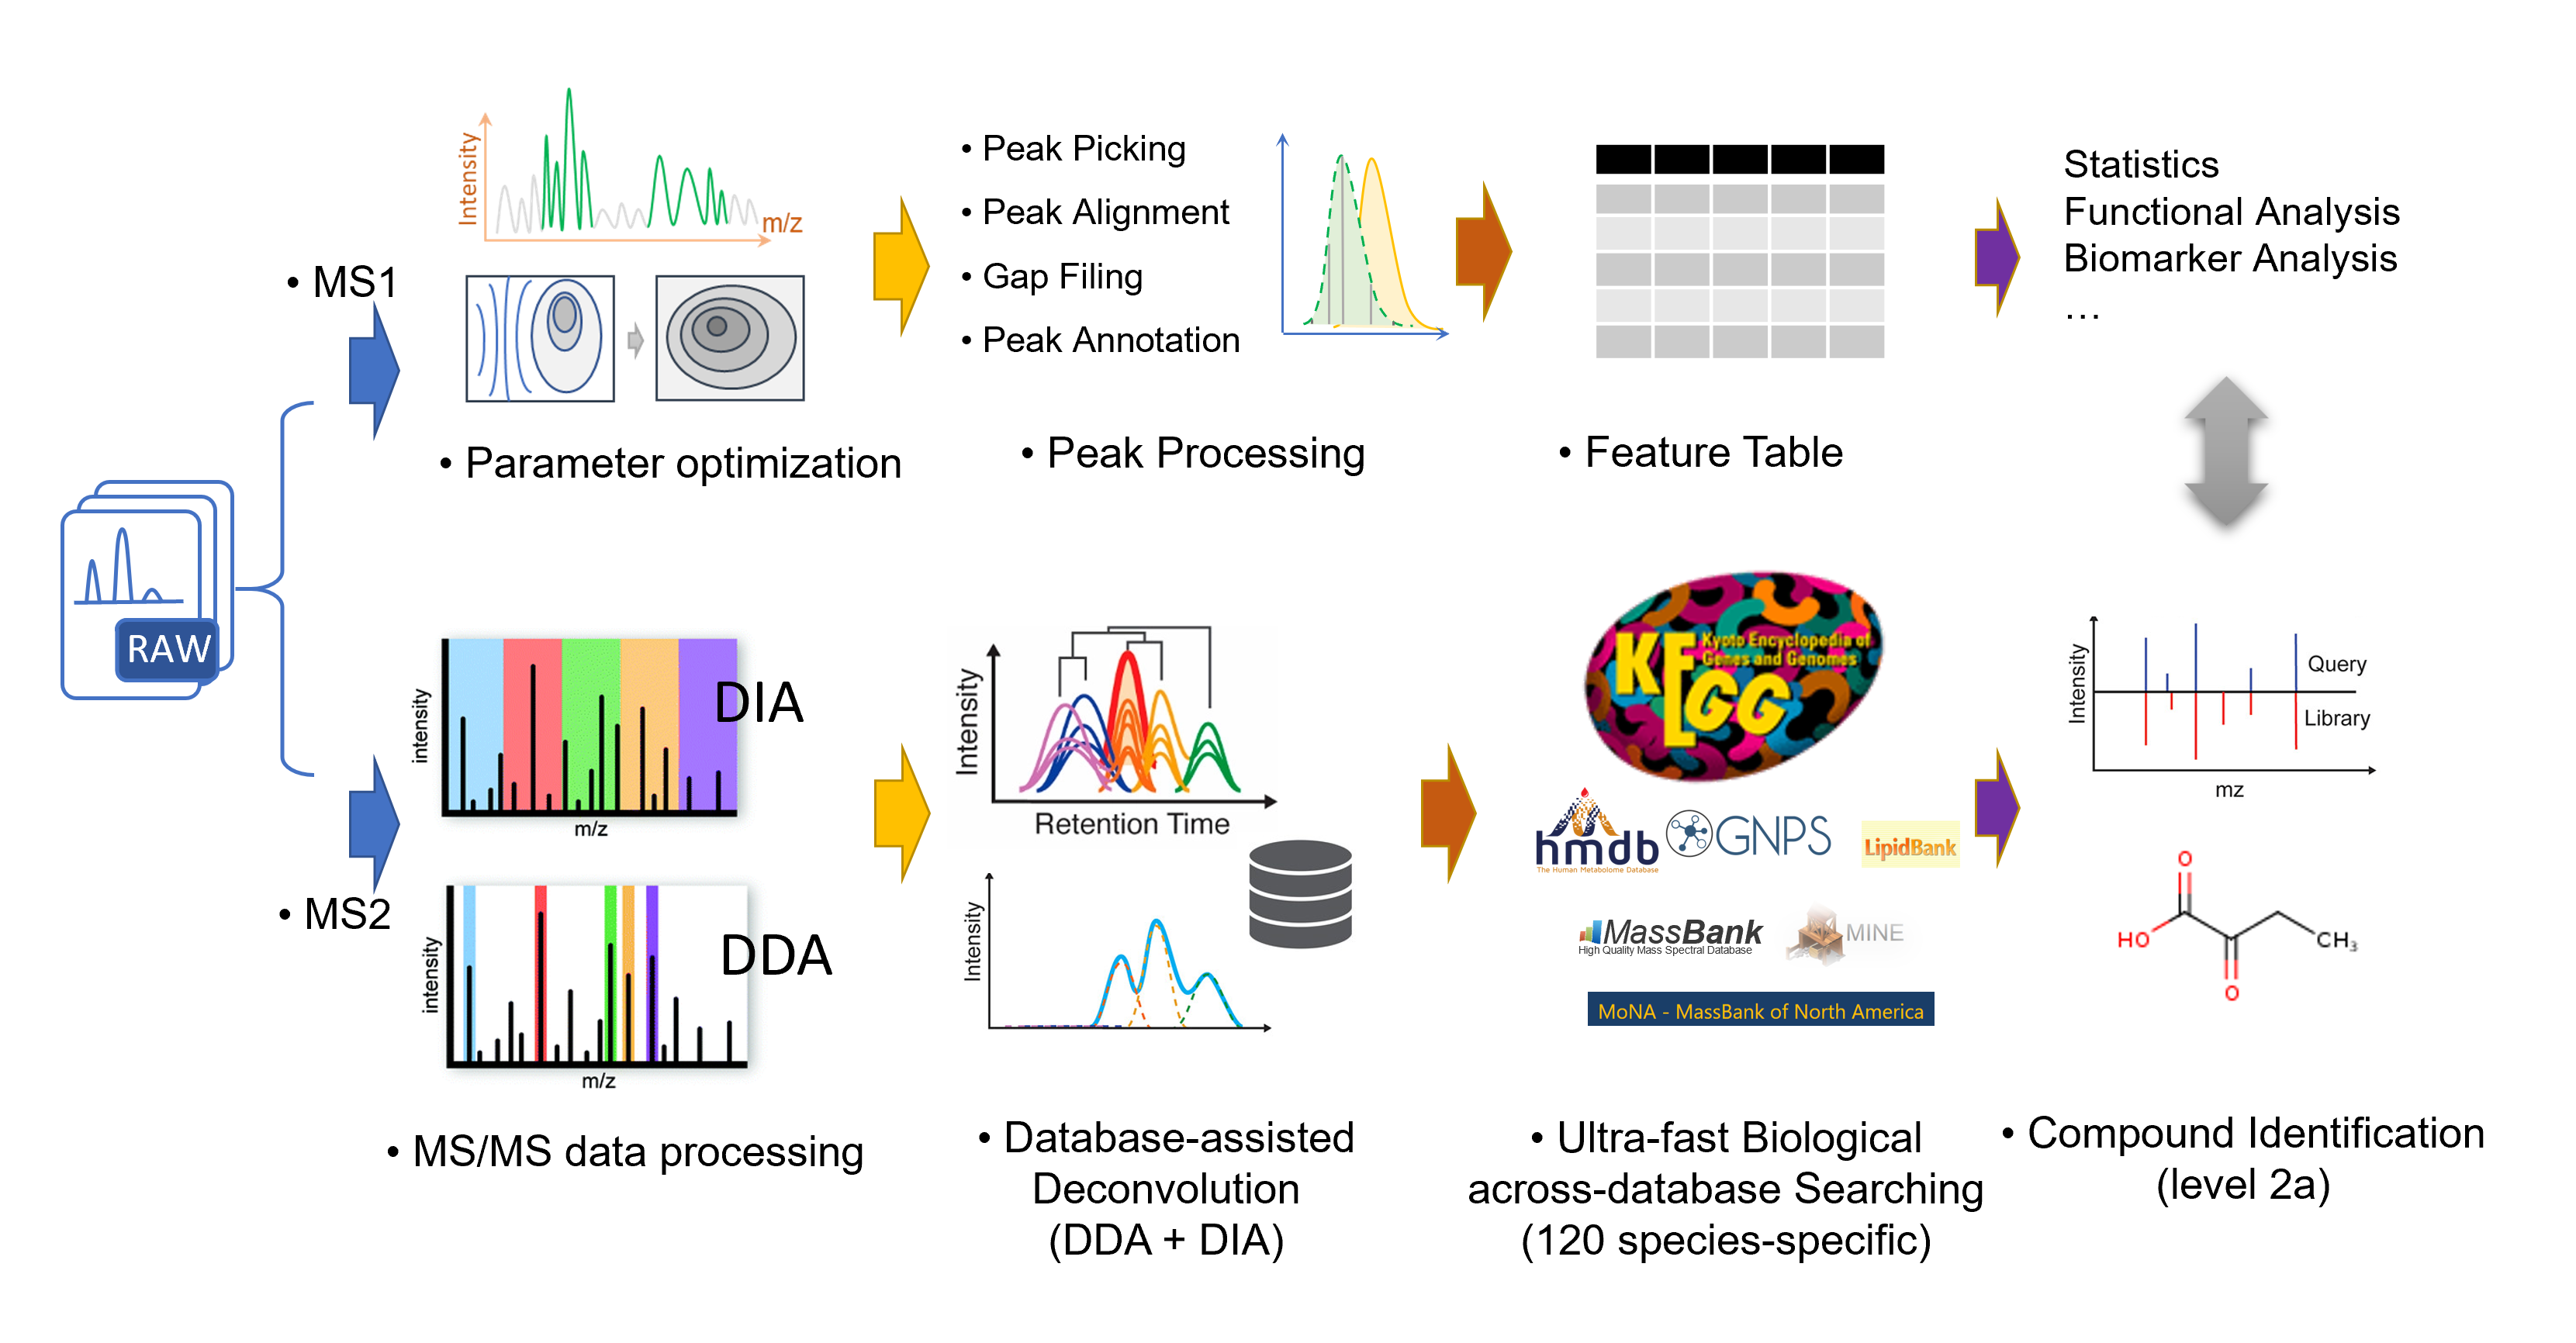 Intensity
m/z
• MS1
• Parameter optimization
• Peak Picking
• Peak Alignment
• Gap Filing
• Peak Annotation
• Peak Processing
• Feature Table
Statistics
Functional Analysis
Biomarker Analysis
…
RAW
intensity
DIA
m/z
• MS2
intensity
DDA
m/z
• MS/MS data processing
Intensity
Retention Time
Intensity
• Database-assisted
Deconvolution
(DDA + DIA)
KEGG
Kyoto Encyclopedia of
Genes and Genomes
hmdb
The Human Metabolome Database
GNPS
LipidBank
MassBank
High Quality Mass Spectral Database
MINE
MoNA - MassBank of North America
• Ultra-fast Biological
across-database Searching
(120 species-specific)
Intensity
Query
Library
mz
O
HO
CH₃
O
• Compound Identification
(level 2a)